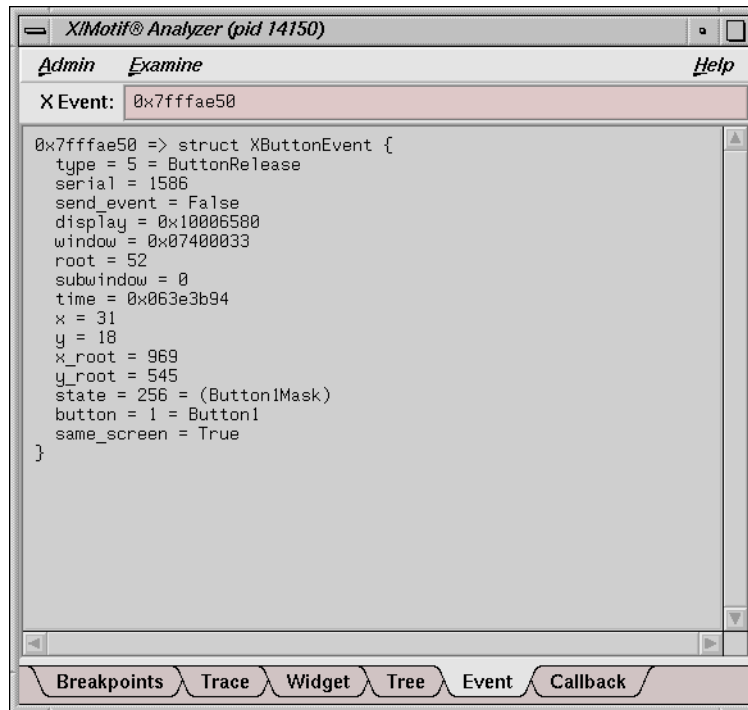 X/Motif® Analyzer (pid 14150)
Admin Examine Help
X Event: 0x7fffae50
0x7fffae50 => struct XButtonEvent {
type = 5 = ButtonRelease
serial = 1586
send_event = False
display = 0x10006580
window = 0x07400033
root = 52
subwindow = 0
time = 0x063e3b94
x = 31
y = 18
x_root = 969
y_root = 545
state = 256 = (Button1Mask)
button = 1 = Button1
same_screen = True
}
Breakpoints Trace Widget Tree Event Callback